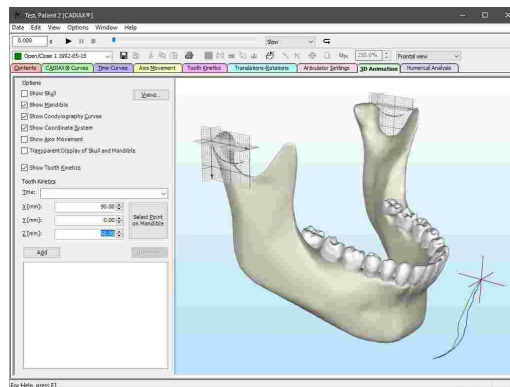 Test, Patient 2 [CADIAX®]
Data Edit View Options Window Help
0.000 s Slow
Open/Close 1 1992-05-15 250.0% Frontal view
Contents CADIAX® Curves Time Curves Axis Movement Tooth Kinetics Translations-Rotations Articulator Settings 3D Animation Numerical Analysis
Options
Show Skull Views...
Show Mandible
Show Condylography Curves
Show Coordinate System
Show Axis Movement
Transparent Display of Skull and Mandible
Show Tooth Kinetics
Tooth Kinetics
Title:
X [mm]: 90.00
Y [mm]: 0.00 Select Point on Mandible
Z [mm]:
Add
For Help, press F1